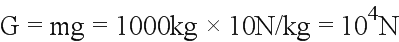 G = mg = 1000kg × 10N/kg = 10⁴N